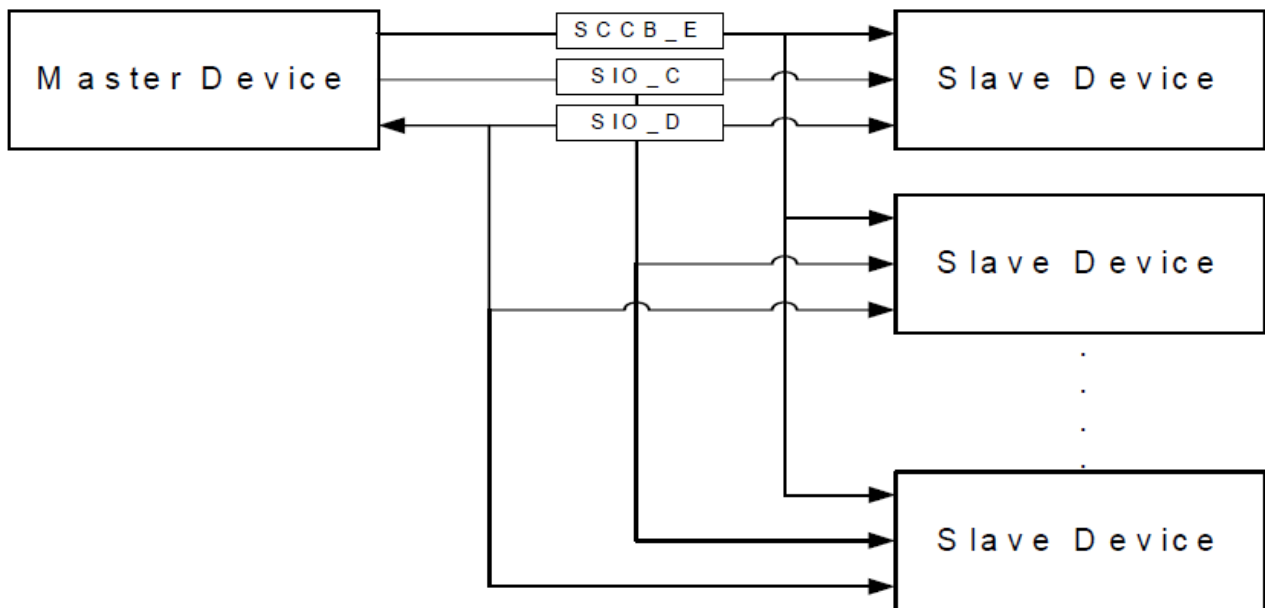 SCCB_E
Master Device
SIO_C
Slave Device
SIO_D
Slave Device
Slave Device